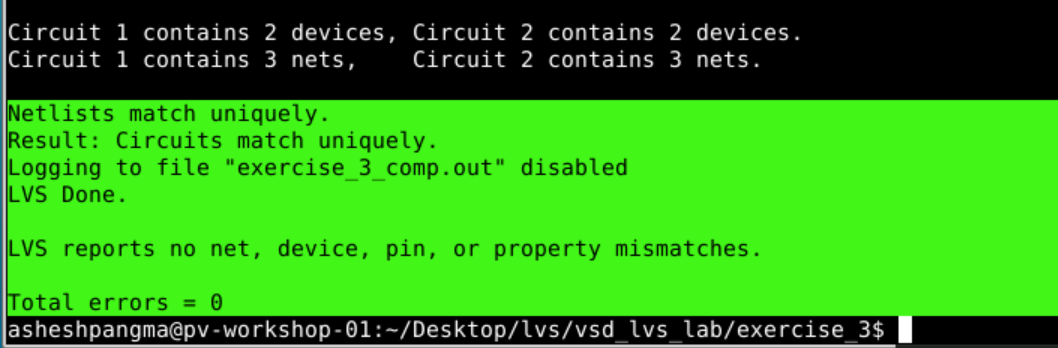 Circuit 1 contains 2 devices, Circuit 2 contains 2 devices.
Circuit 1 contains 3 nets,    Circuit 2 contains 3 nets.
Netlists match uniquely.
Result: Circuits match uniquely.
Logging to file "exercise_3_comp.out" disabled
LVS Done.
LVS reports no net, device, pin, or property mismatches.
Total errors = 0
asheshpangma@pv-workshop-01:~/Desktop/lvs/vsd_lvs_lab/exercise_3$